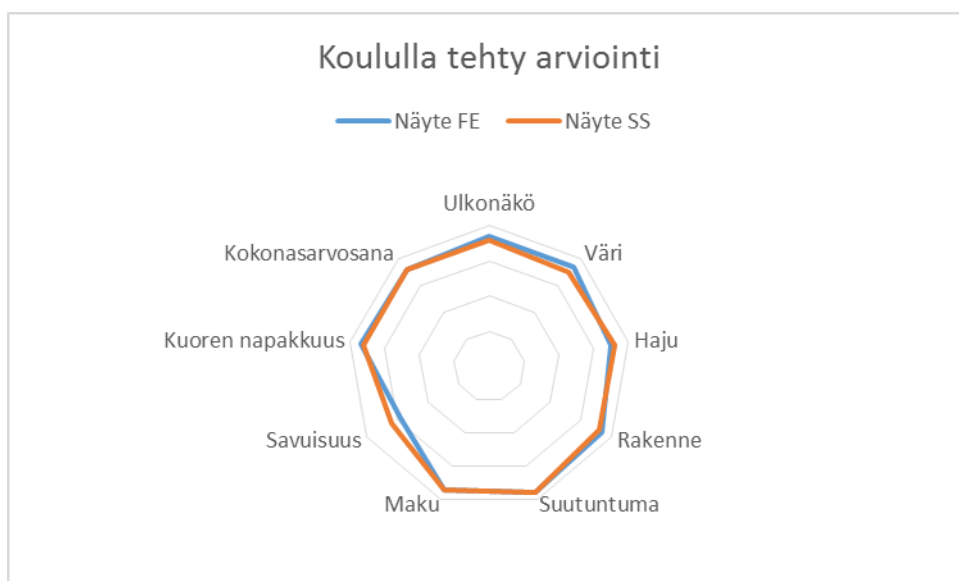 Koululla tehty arviointi
Näyte FE
Näyte SS
Ulkonäkö
Väri
Haju
Rakenne
Suutuntuma
Maku
Savuisuus
Kuoren napakkuus
Kokonasarvosana